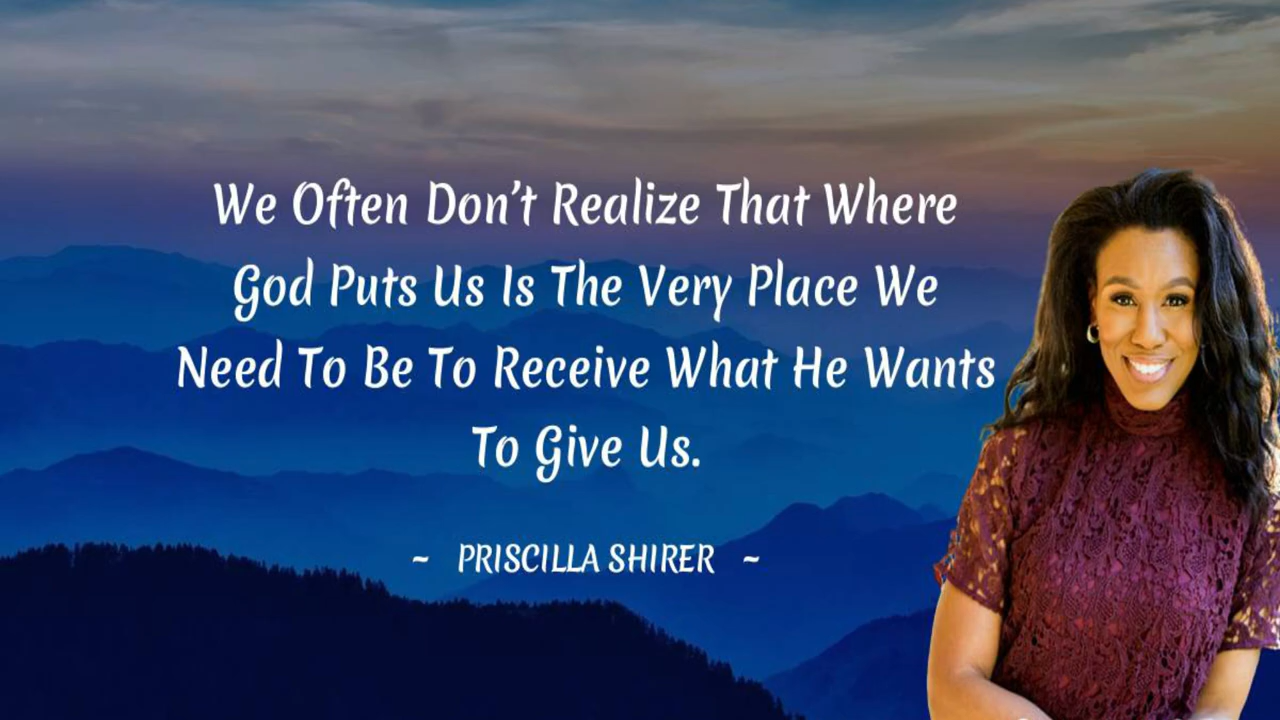 We Often Don’t Realize That Where
God Puts Us Is The Very Place We
Need To Be To Receive What He Wants
To Give Us.
~ PRISCILLA SHIRER ~